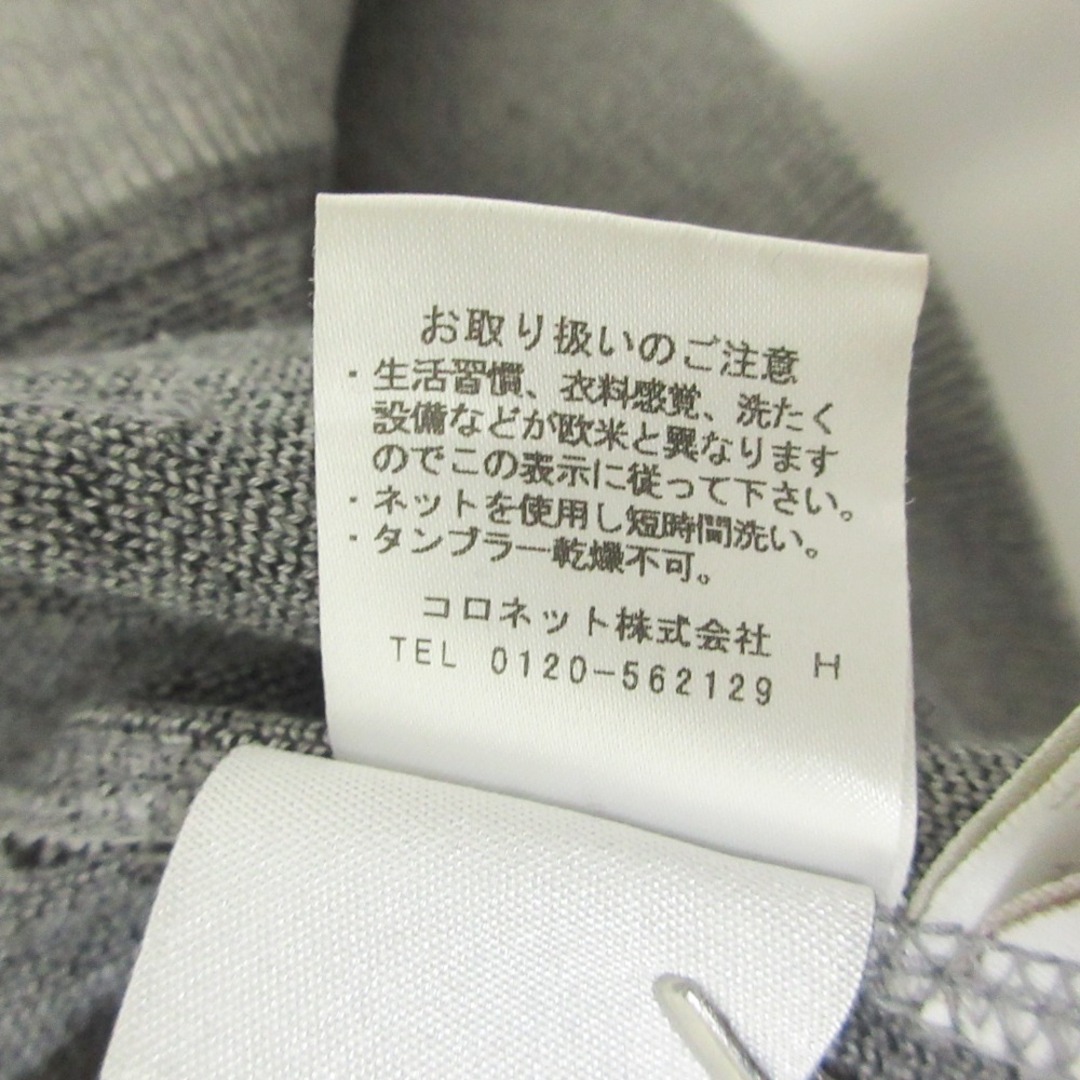 お取り扱いのご注意
・生活習慣、衣料感覚、洗たく
設備などが欧米と異なります
のでこの表示に従って下さい。
・ネットを使用し短時間洗い。
・タンブラー乾燥不可。
コロネット株式会社
TEL 0120-562129 H